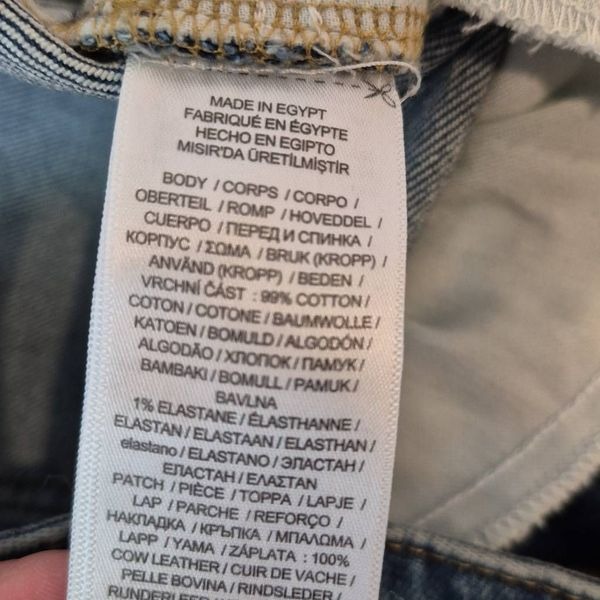 MADE IN EGYPT
FABRIQUÉ EN ÉGYPTE
HECHO EN EGIPTO
MISIR'DA ÜRETİLMİŞTİR
BODY / CORPS / CORPO /
OBERTEIL / ROMP / HOVEDDEL /
CUERPO / ПЕРЕД И СПИНКА /
КОРПУС / ΣΩΜΑ / BRUK (KROPP) /
ANVÄND (KROPP) / BEDEN /
VRCHNÍ ČÁST : 99% COTTON /
COTON / COTONE / BAUMWOLLE /
KATOEN / BOMULD / ALGODÓN /
ALGODÃO / ХЛОПОК / ПАМУК /
ΒΑΜΒΑΚΙ / BOMULL / PAMUK /
BAVLNA
1% ELASTANE / ÉLASTHANNE /
ELASTAN / ELASTAAN / ELASTHAN /
elastano / ELASTANO / ЭЛАСТАН /
ЕЛАСТАН / ΕΛΑΣΤΑΝ
PATCH / PIÈCE / TOPPA / LAPJE /
LAP / PARCHE / REFORÇO /
НАКЛАДКА / КРЪПКА / ΜΠΑΛΩΜΑ /
LAPP / YAMA / ZÁPLATA : 100%
COW LEATHER / CUIR DE VACHE /
PELLE BOVINA / RINDSLEDER /
RUNDERLEER